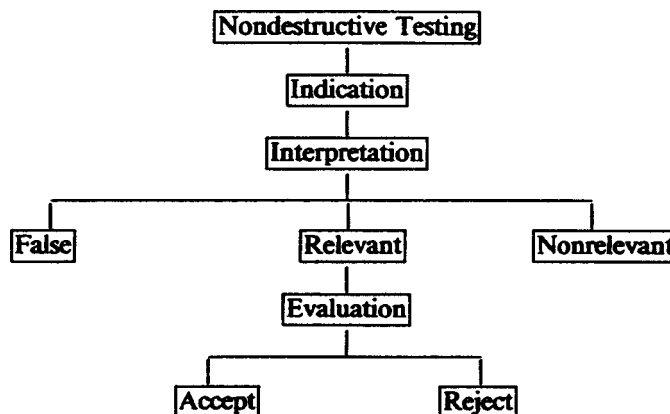 Nondestructive Testing
Indication
Interpretation
False Relevant Nonrelevant
Evaluation
Accept Reject